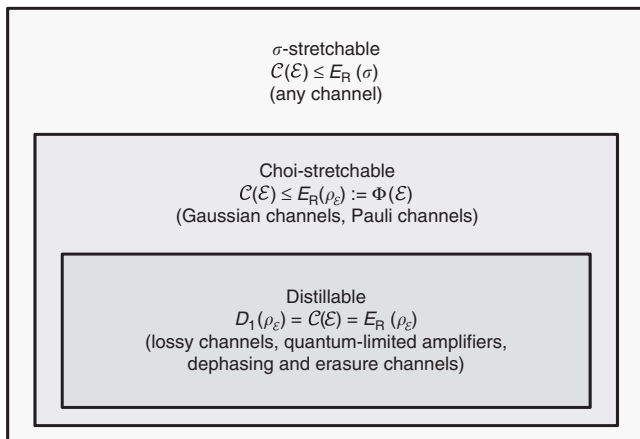 σ-stretchable
𝒞(ℰ) ≤ E_R (σ)
(any channel)
Choi-stretchable
𝒞(ℰ) ≤ E_R(ρ_ℰ) := Φ(ℰ)
(Gaussian channels, Pauli channels)
Distillable
D_1(ρ_ℰ) = 𝒞(ℰ) = E_R (ρ_ℰ)
(lossy channels, quantum-limited amplifiers,
dephasing and erasure channels)